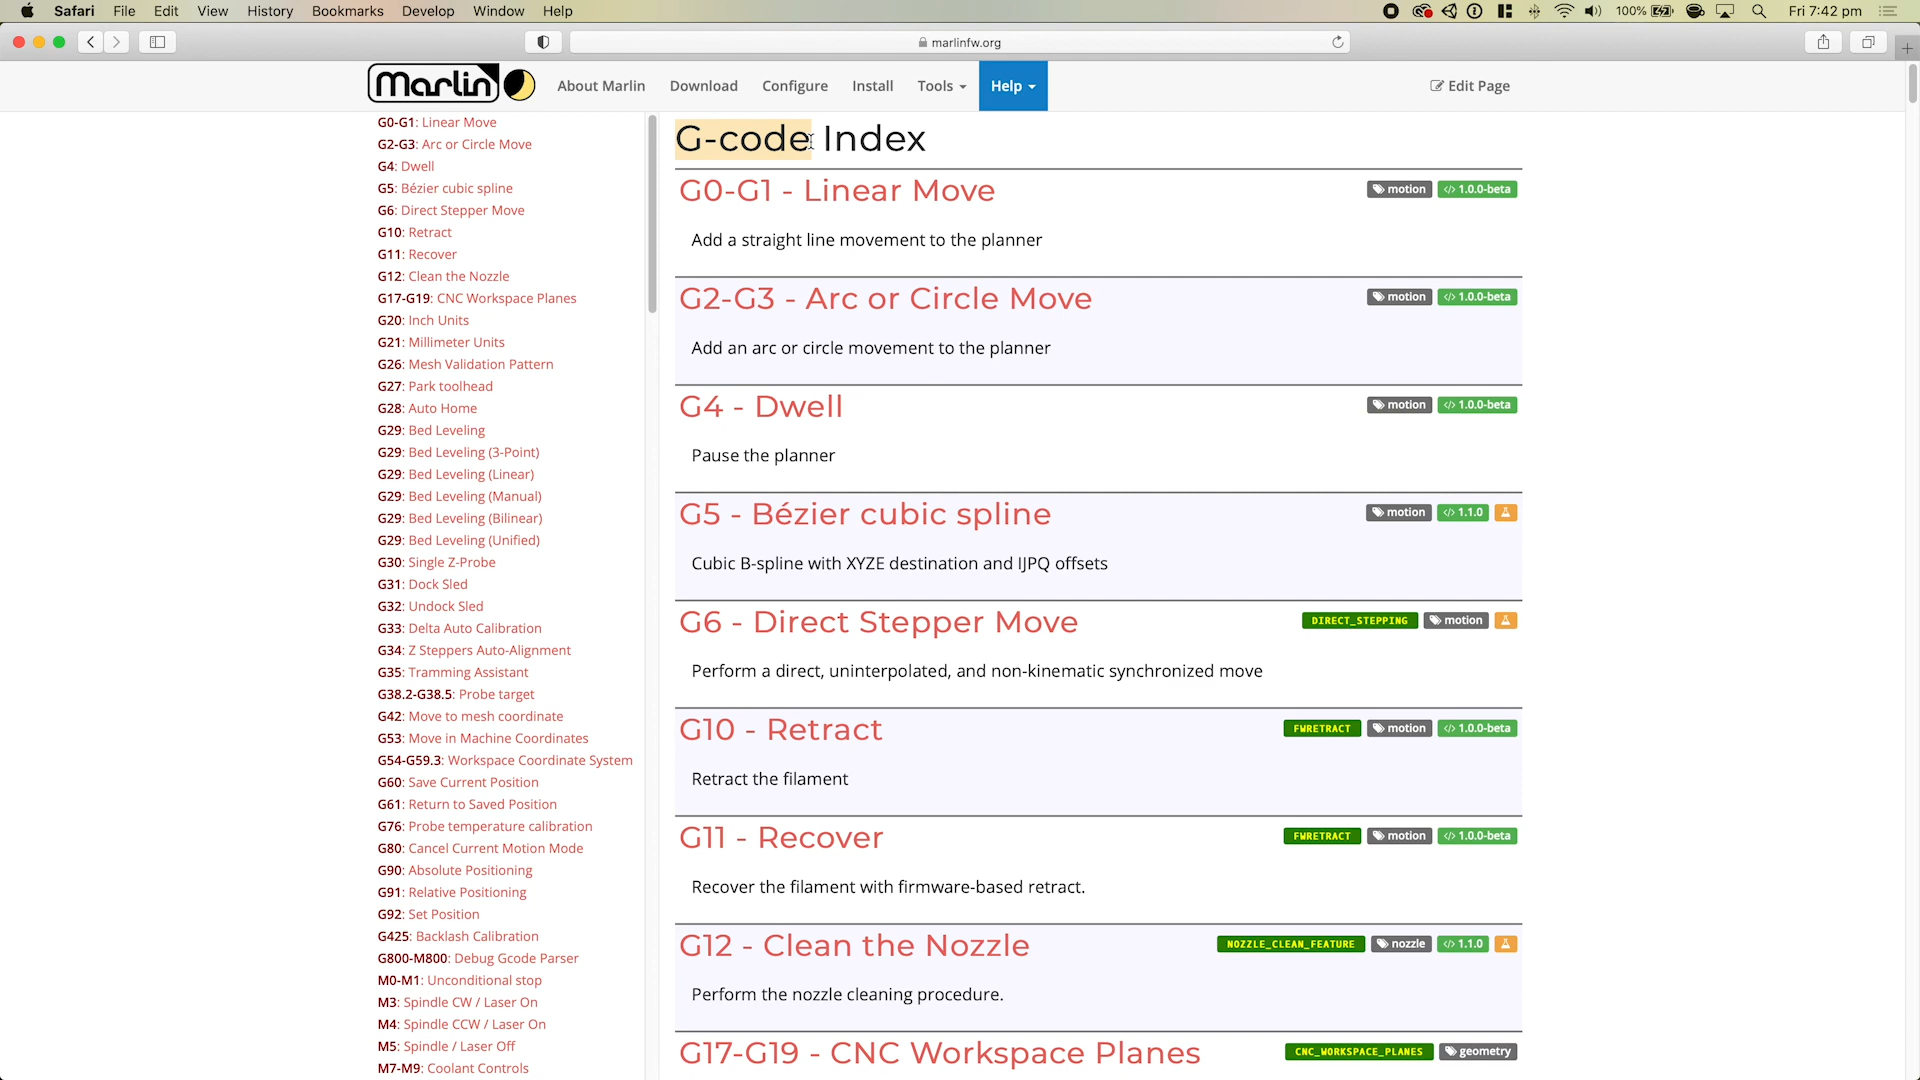 Safari File Edit View History Bookmarks Develop Window Help 100% Fri 7:42 pm
marlinfw.org
Marlin About Marlin Download Configure Install Tools Help Edit Page
G0-G1: Linear Move
G2-G3: Arc or Circle Move
G4: Dwell
G5: Bézier cubic spline
G6: Direct Stepper Move
G10: Retract
G11: Recover
G12: Clean the Nozzle
G17-G19: CNC Workspace Planes
G20: Inch Units
G21: Millimeter Units
G26: Mesh Validation Pattern
G27: Park toolhead
G28: Auto Home
G29: Bed Leveling
G29: Bed Leveling (3-Point)
G29: Bed Leveling (Linear)
G29: Bed Leveling (Manual)
G29: Bed Leveling (Bilinear)
G29: Bed Leveling (Unified)
G30: Single Z-Probe
G31: Dock Sled
G32: Undock Sled
G33: Delta Auto Calibration
G34: Z Steppers Auto-Alignment
G35: Tramming Assistant
G38.2-G38.5: Probe target
G42: Move to mesh coordinate
G53: Move in Machine Coordinates
G54-G59.3: Workspace Coordinate System
G60: Save Current Position
G61: Return to Saved Position
G76: Probe temperature calibration
G80: Cancel Current Motion Mode
G90: Absolute Positioning
G91: Relative Positioning
G92: Set Position
G425: Backlash Calibration
G800-M800: Debug Gcode Parser
M0-M1: Unconditional stop
M3: Spindle CW / Laser On
M4: Spindle CCW / Laser On
M5: Spindle / Laser Off
M7-M9: Coolant Controls
G-code Index
G0-G1 - Linear Move motion 1.0.0-beta
Add a straight line movement to the planner
G2-G3 - Arc or Circle Move motion 1.0.0-beta
Add an arc or circle movement to the planner
G4 - Dwell motion 1.0.0-beta
Pause the planner
G5 - Bézier cubic spline motion 1.1.0
Cubic B-spline with XYZE destination and IJPQ offsets
G6 - Direct Stepper Move DIRECT_STEPPING motion
Perform a direct, uninterpolated, and non-kinematic synchronized move
G10 - Retract FWRETRACT motion 1.0.0-beta
Retract the filament
G11 - Recover FWRETRACT motion 1.0.0-beta
Recover the filament with firmware-based retract.
G12 - Clean the Nozzle NOZZLE_CLEAN_FEATURE nozzle 1.1.0
Perform the nozzle cleaning procedure.
G17-G19 - CNC Workspace Planes CNC_WORKSPACE_PLANES geometry